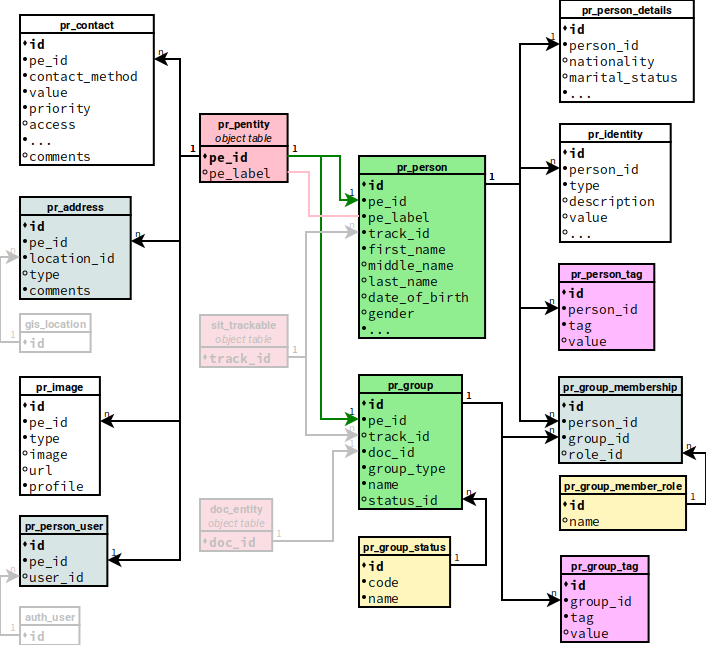 pr_contact
id
pe_id
contact_method
value
priority
access
...
comments
pr_address
id
pe_id
location_id
type
comments
gis_location
id
pr_image
id
pe_id
type
image
url
profile
pr_person_user
id
pe_id
user_id
auth_user
id
pr_pentity
object table
pe_id
pe_label
sit_trackable
object table
track_id
doc_entity
object table
doc_id
pr_person
id
pe_id
pe_label
track_id
first_name
middle_name
last_name
date_of_birth
gender
...
pr_group
id
pe_id
track_id
doc_id
group_type
name
status_id
pr_group_status
id
code
name
pr_person_details
id
person_id
nationality
marital_status
...
pr_identity
id
person_id
type
description
value
...
pr_person_tag
id
person_id
tag
value
pr_group_membership
id
person_id
group_id
role_id
pr_group_member_role
id
name
pr_group_tag
id
group_id
tag
value
n
1
1
n
n
1
n
1
n
1
1
1
n
1
1
n
n
1
1
n
1
1
n
n
n
n
n
1
n